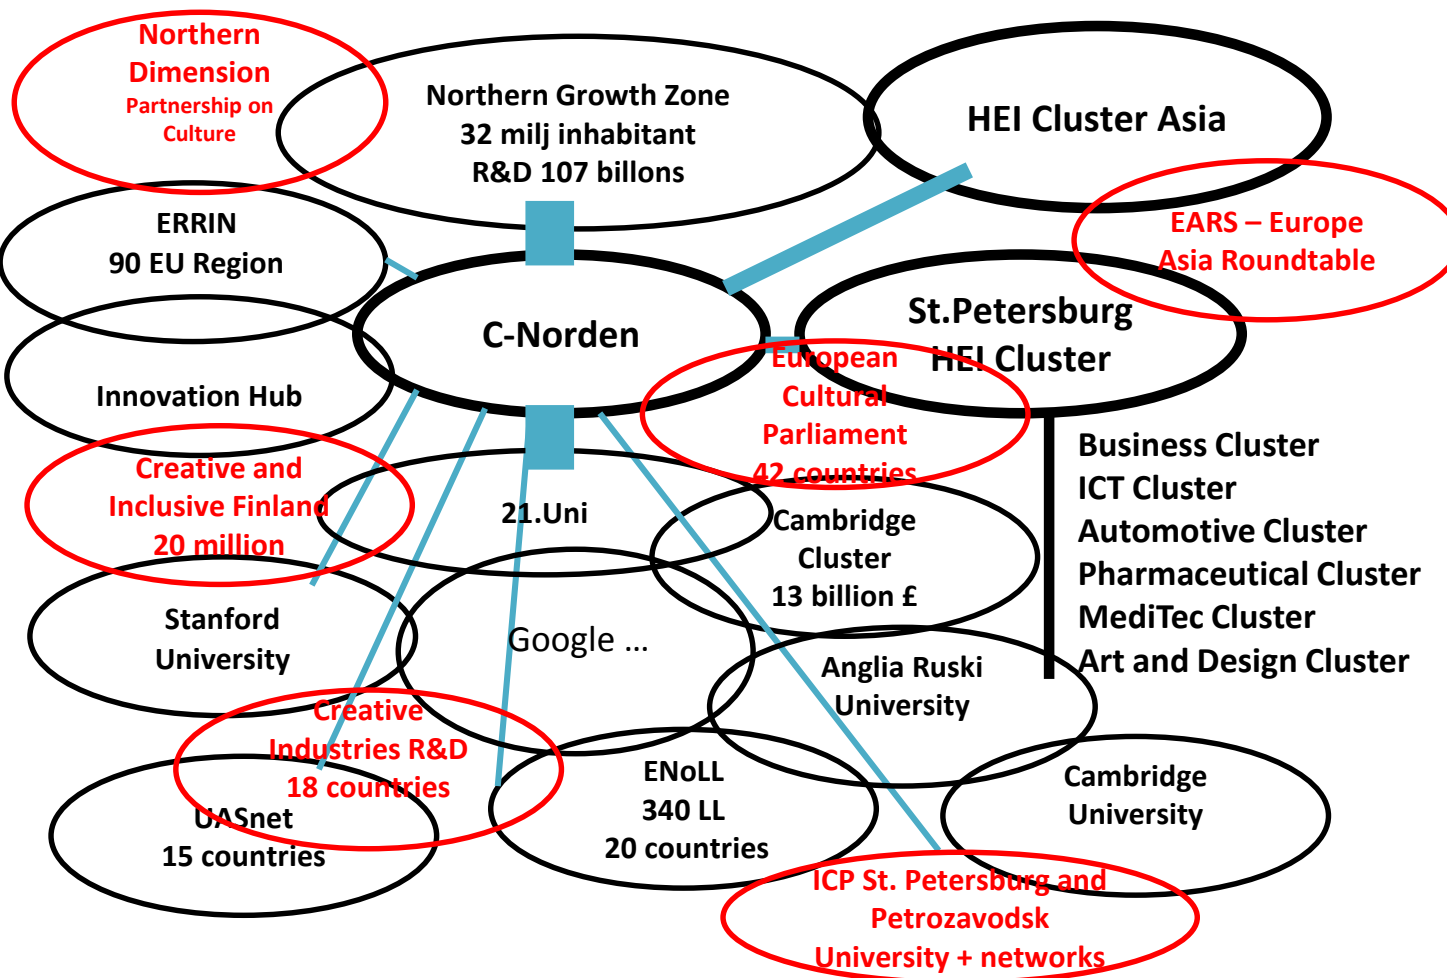 Northern
Dimension
Partnership on
Culture
Northern Growth Zone
32 milj inhabitant
R&D 107 billons
HEI Cluster Asia
ERRIN
90 EU Region
EARS – Europe
Asia Roundtable
C-Norden
St.Petersburg
HEI Cluster
Innovation Hub
European
Cultural
Parliament
42 countries
Creative and
Inclusive Finland
20 million
21.Uni
Cambridge
Cluster
13 billion £
Business Cluster
ICT Cluster
Automotive Cluster
Pharmaceutical Cluster
MediTec Cluster
Art and Design Cluster
Stanford
University
Google ...
Anglia Ruski
University
Creative
Industries R&D
18 countries
UASnet
15 countries
ENoLL
340 LL
20 countries
Cambridge
University
ICP St. Petersburg and
Petrozavodsk
University + networks